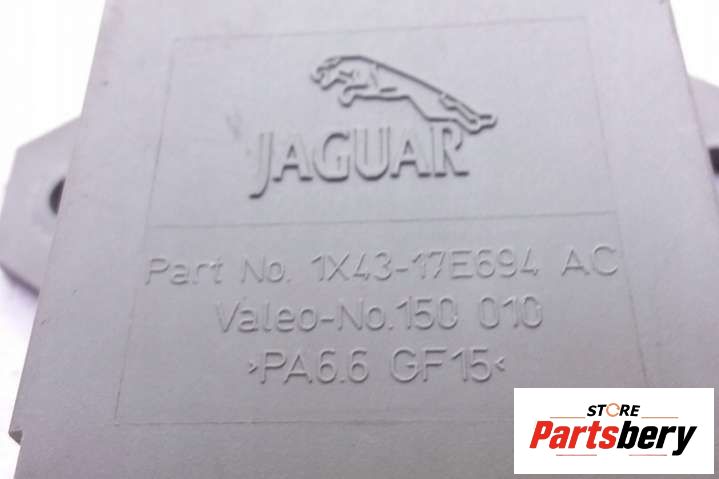 JAGUAR
Part No. 1X43-17E694 AC
Valeo-No.150 010
>PA6.6 GF15<
STORE
Partsbery